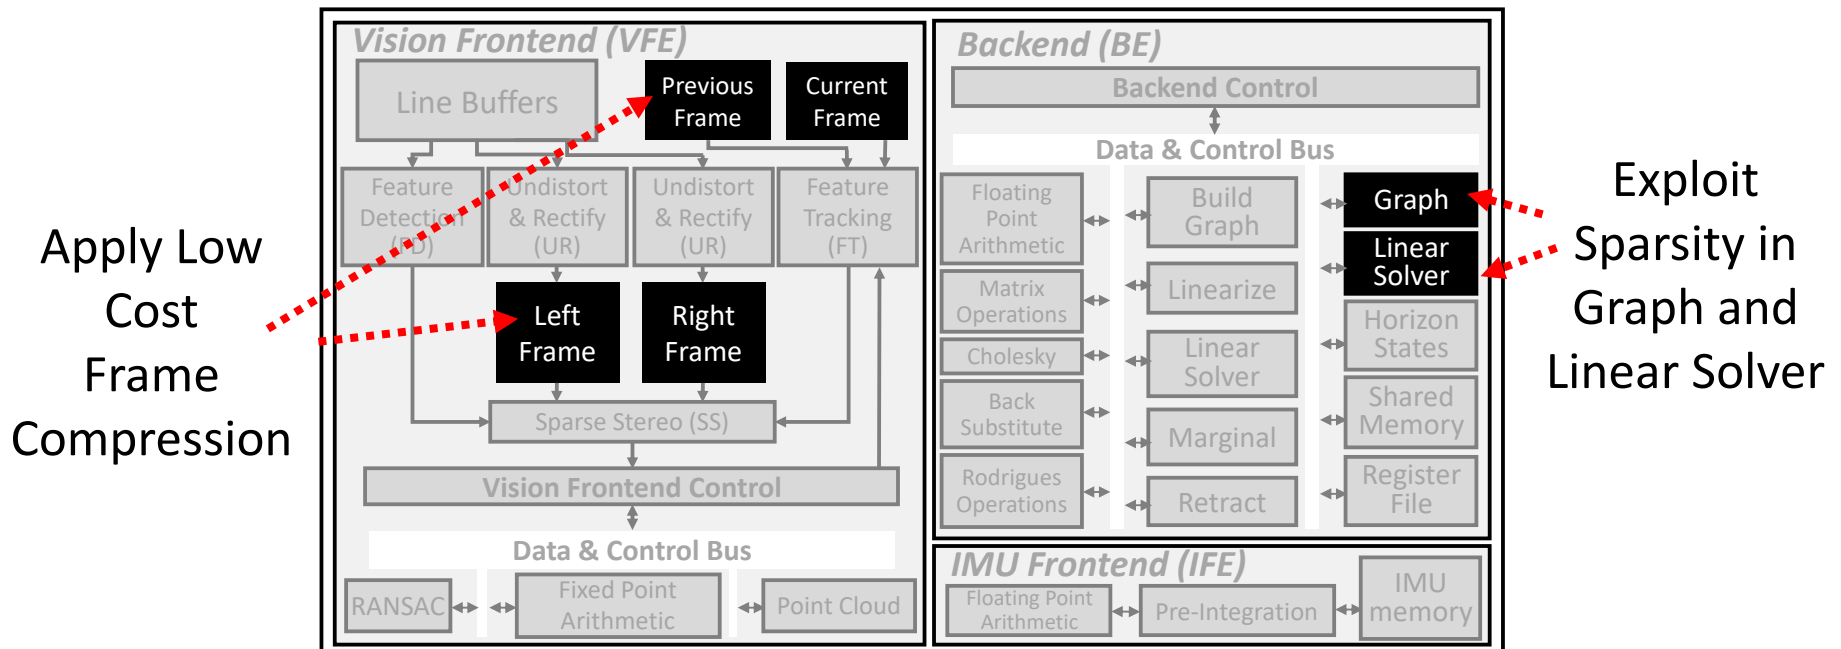 Apply Low
Cost
Frame
Compression
Vision Frontend (VFE)
Line Buffers
Previous
Frame
Current
Frame
Feature
Detection
(FD)
Undistort
& Rectify
(UR)
Undistort
& Rectify
(UR)
Feature
Tracking
(FT)
Left
Frame
Right
Frame
Sparse Stereo (SS)
Vision Frontend Control
Data & Control Bus
RANSAC
Fixed Point
Arithmetic
Point Cloud
Backend (BE)
Backend Control
Data & Control Bus
Floating
Point
Arithmetic
Matrix
Operations
Cholesky
Back
Substitute
Rodrigues
Operations
Build
Graph
Linearize
Linear
Solver
Marginal
Retract
Graph
Linear
Solver
Horizon
States
Shared
Memory
Register
File
IMU Frontend (IFE)
Floating Point
Arithmetic
Pre-Integration
IMU
memory
Exploit
Sparsity in
Graph and
Linear Solver